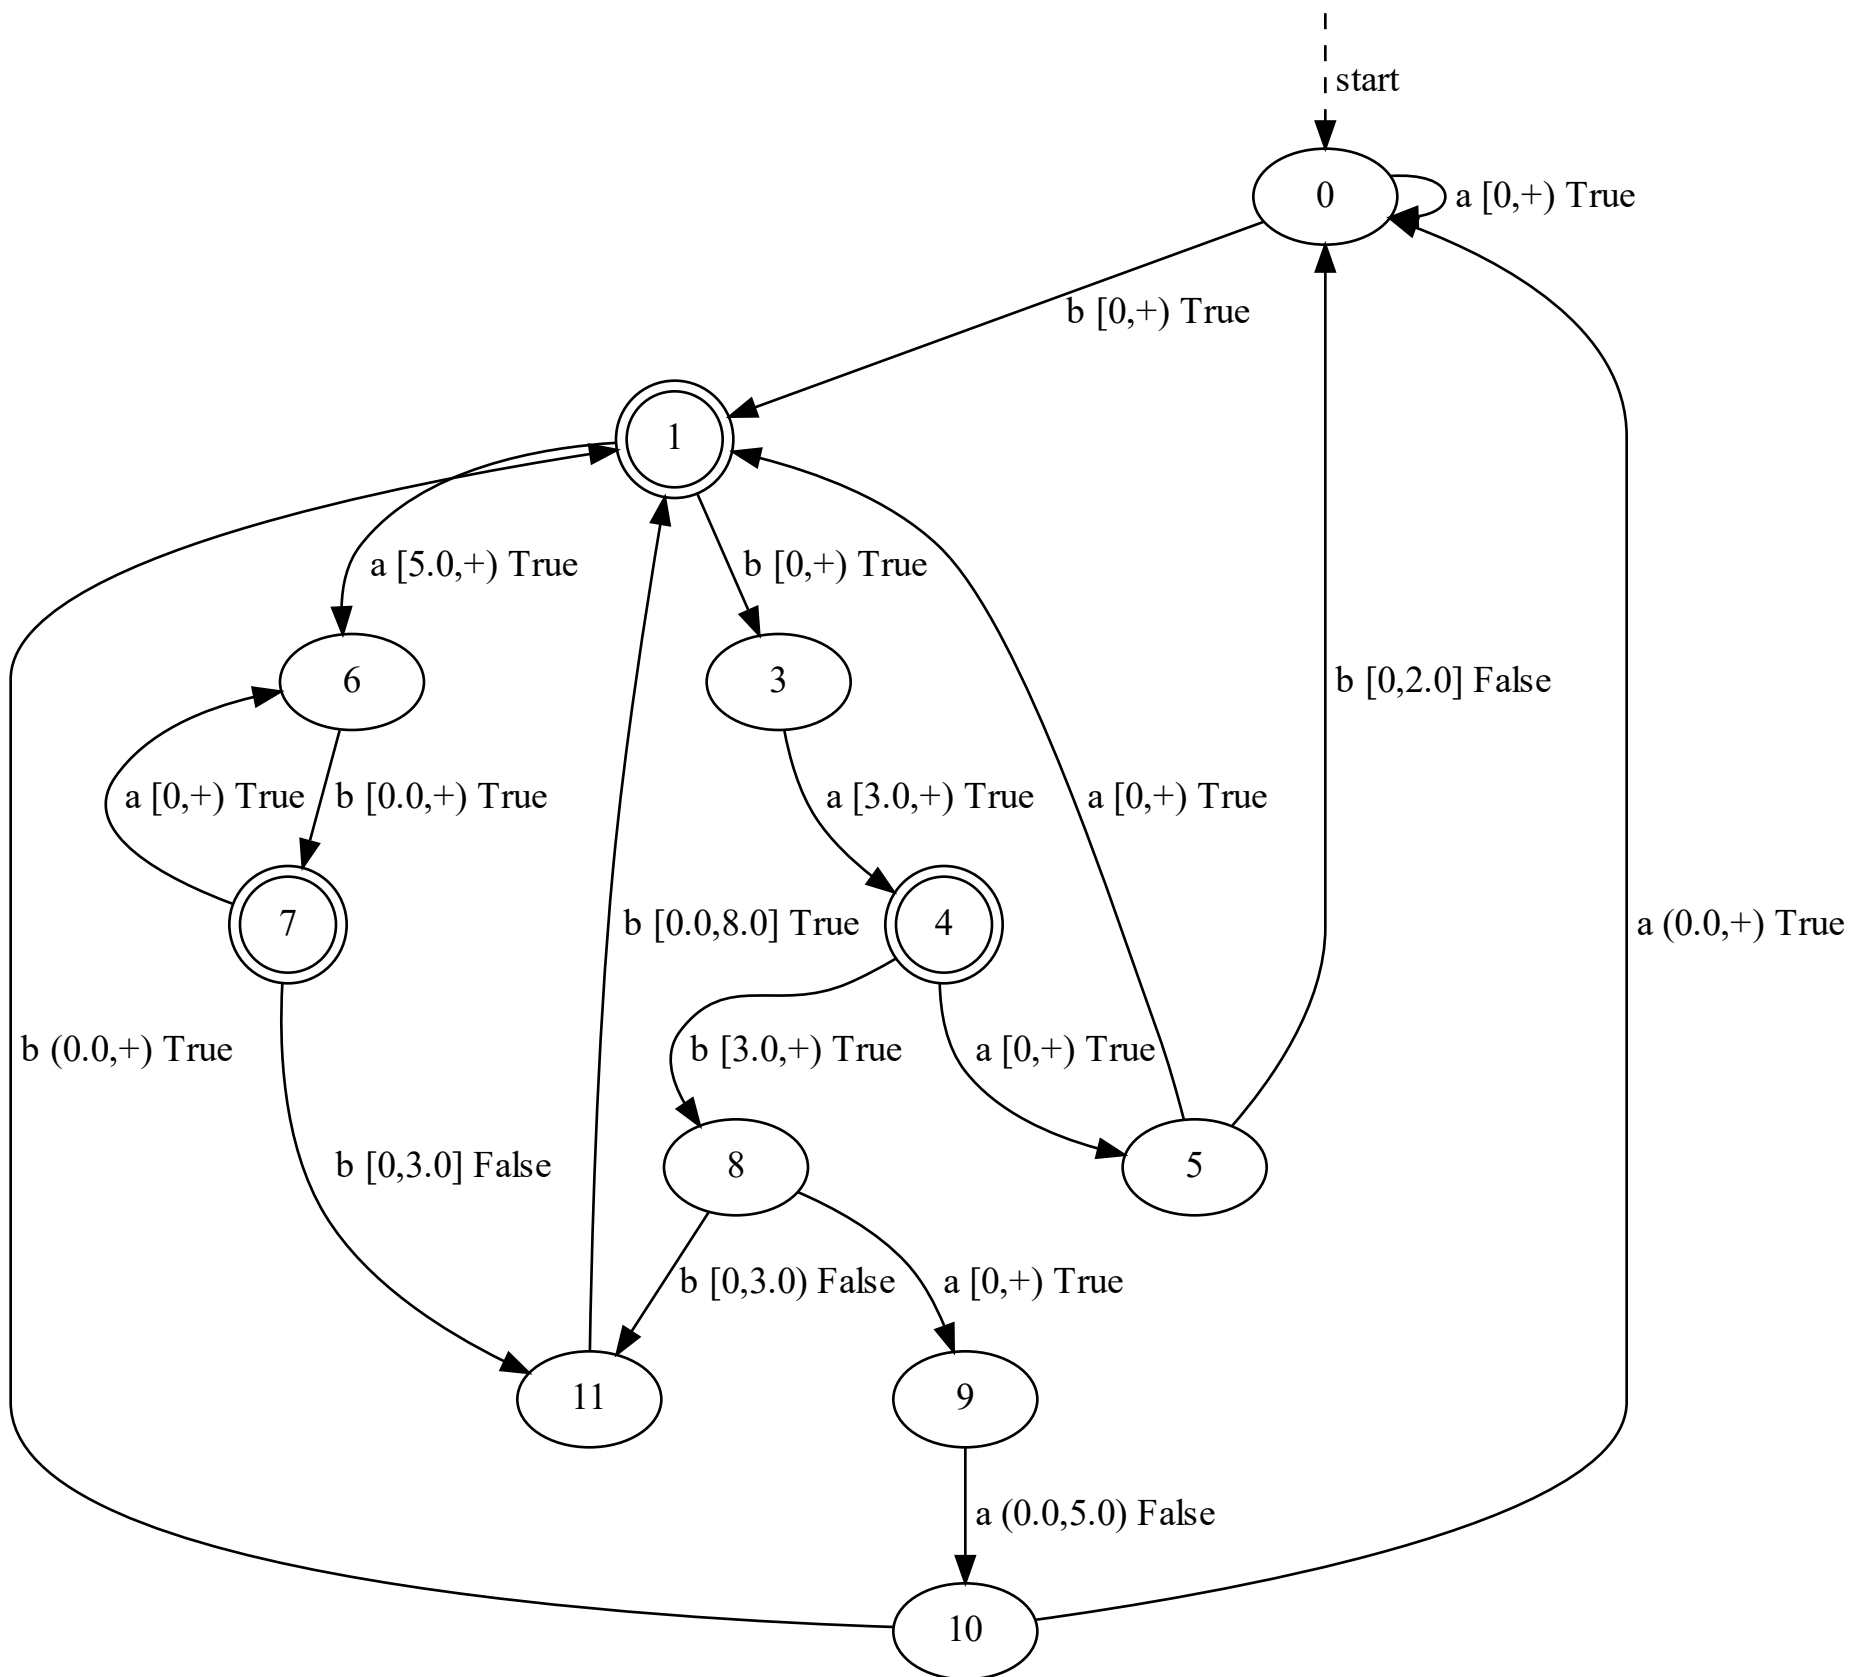 start
0
a [0,+) True
b [0,+) True
1
a [5.0,+) True
b [0,+) True
6
3
b [0,2.0] False
a [0,+) True
b [0.0,+) True
a [3.0,+) True
a [0,+) True
7
b [0.0,8.0] True
4
a (0.0,+) True
b (0.0,+) True
b [3.0,+) True
a [0,+) True
b [0,3.0] False
8
5
b [0,3.0) False
a [0,+) True
11
9
a (0.0,5.0) False
10